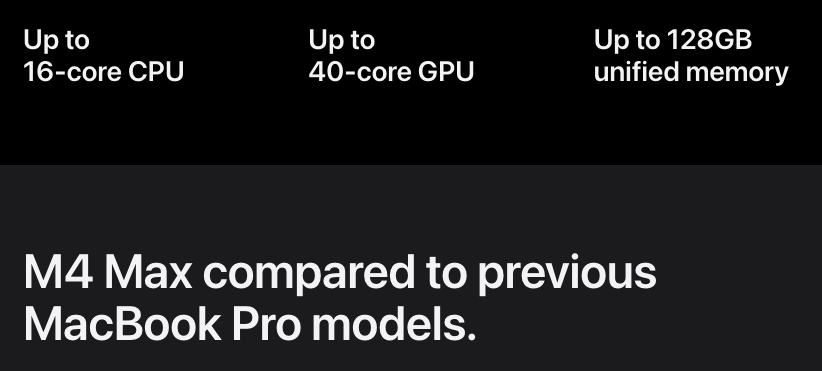 Up to
16-core CPU
Up to
40-core GPU
Up to 128GB
unified memory
M4 Max compared to previous
MacBook Pro models.